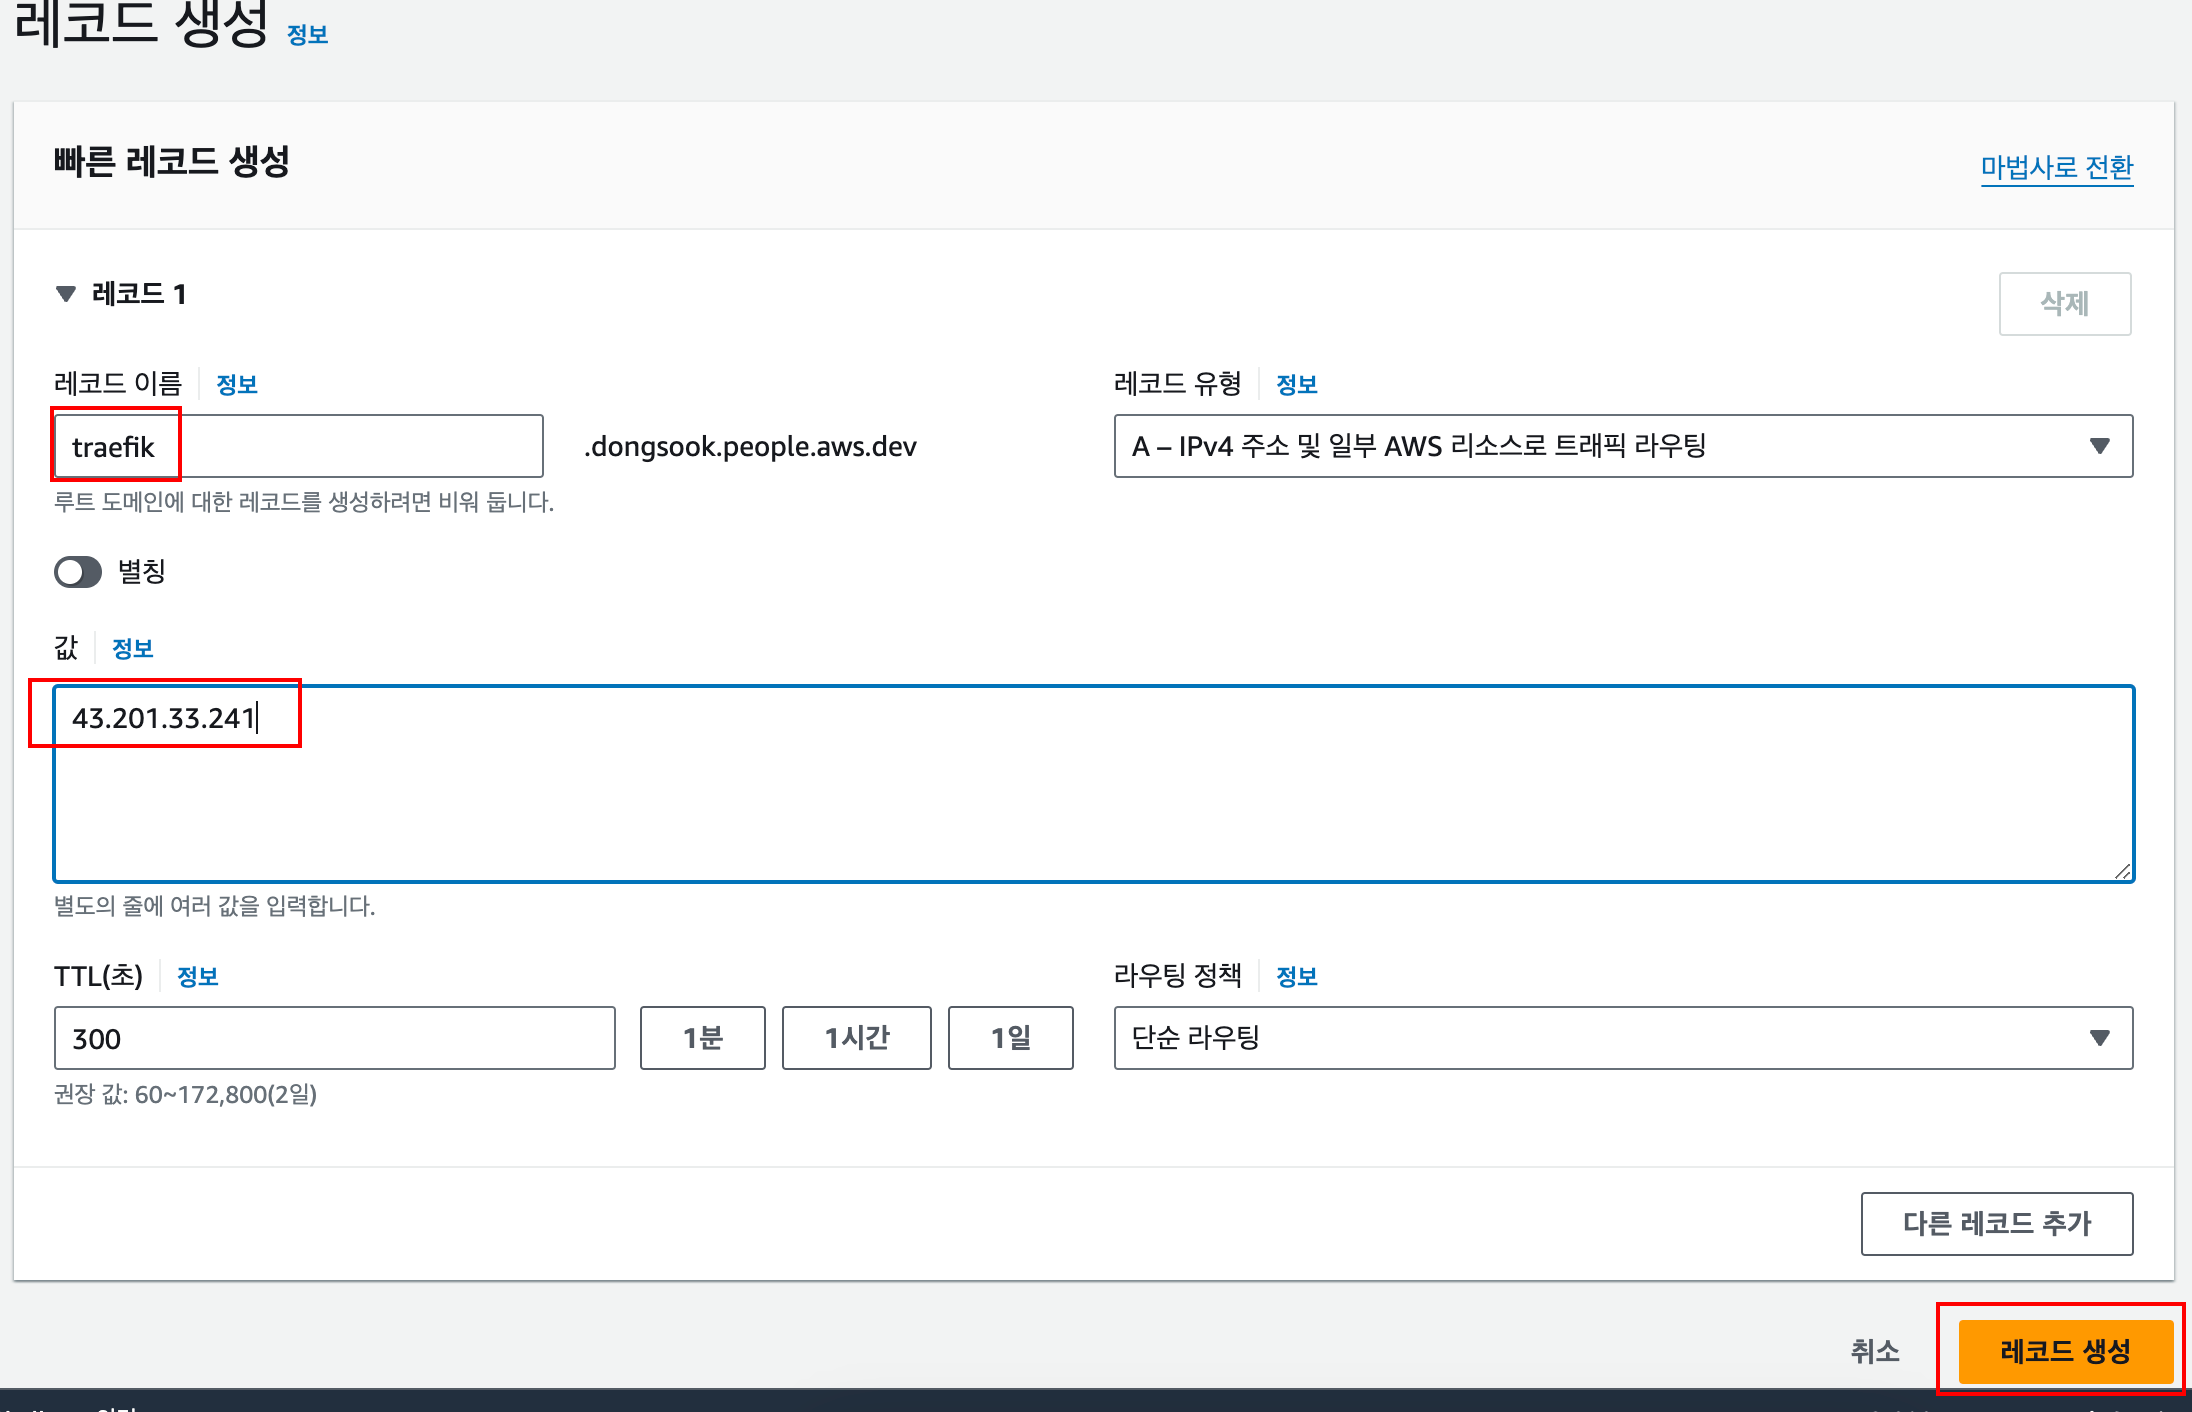 레코드 생성 정보
빠른 레코드 생성
마법사로 전환
레코드 1
삭제
레코드 이름 정보
레코드 유형 정보
traefik
.dongsook.people.aws.dev
A – IPv4 주소 및 일부 AWS 리소스로 트래픽 라우팅
루트 도메인에 대한 레코드를 생성하려면 비워 둡니다.
별칭
값 정보
43.201.33.241
별도의 줄에 여러 값을 입력합니다.
TTL(초) 정보
라우팅 정책 정보
300
1분
1시간
1일
단순 라우팅
권장 값: 60~172,800(2일)
다른 레코드 추가
취소
레코드 생성